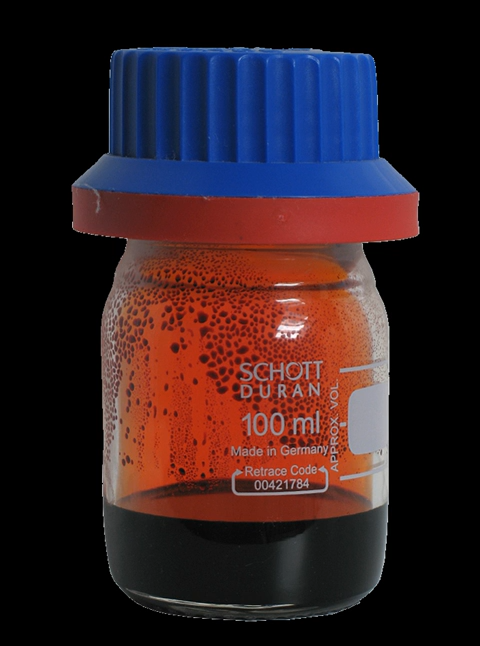 SCHOTT
DURAN
100 ml
Made in Germany
Retrace Code
00421784
APPROX. VOL.